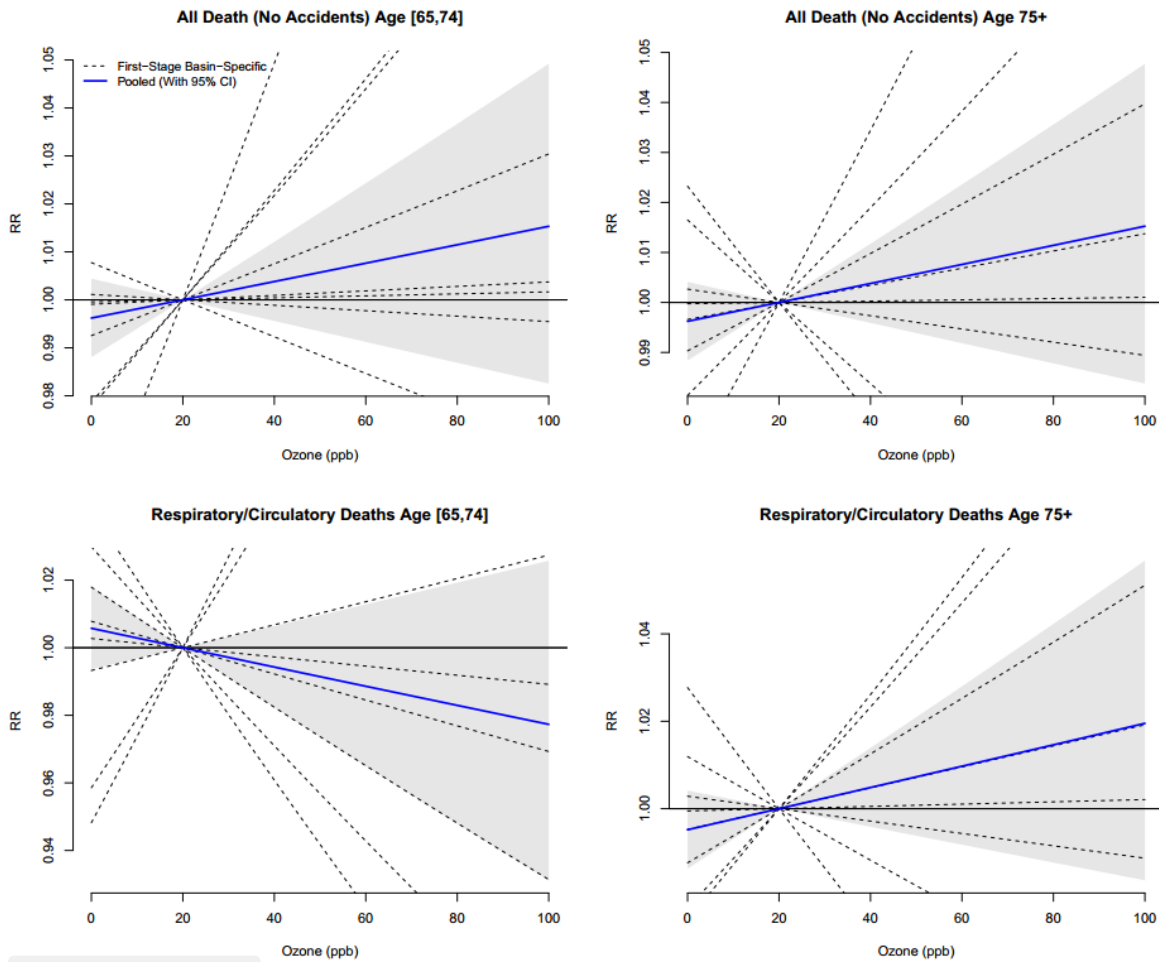 All Death (No Accidents) Age [65,74]
First−Stage Basin−Specific
Pooled (With 95% CI)
RR
1.05
1.04
1.03
1.02
1.01
1.00
0.99
0.98
0 20 40 60 80 100
Ozone (ppb)
All Death (No Accidents) Age 75+
RR
1.05
1.04
1.03
1.02
1.01
1.00
0.99
0 20 40 60 80 100
Ozone (ppb)
Respiratory/Circulatory Deaths Age [65,74]
RR
1.02
1.00
0.98
0.96
0.94
0 20 40 60 80 100
Ozone (ppb)
Respiratory/Circulatory Deaths Age 75+
RR
1.04
1.02
1.00
0 20 40 60 80 100
Ozone (ppb)